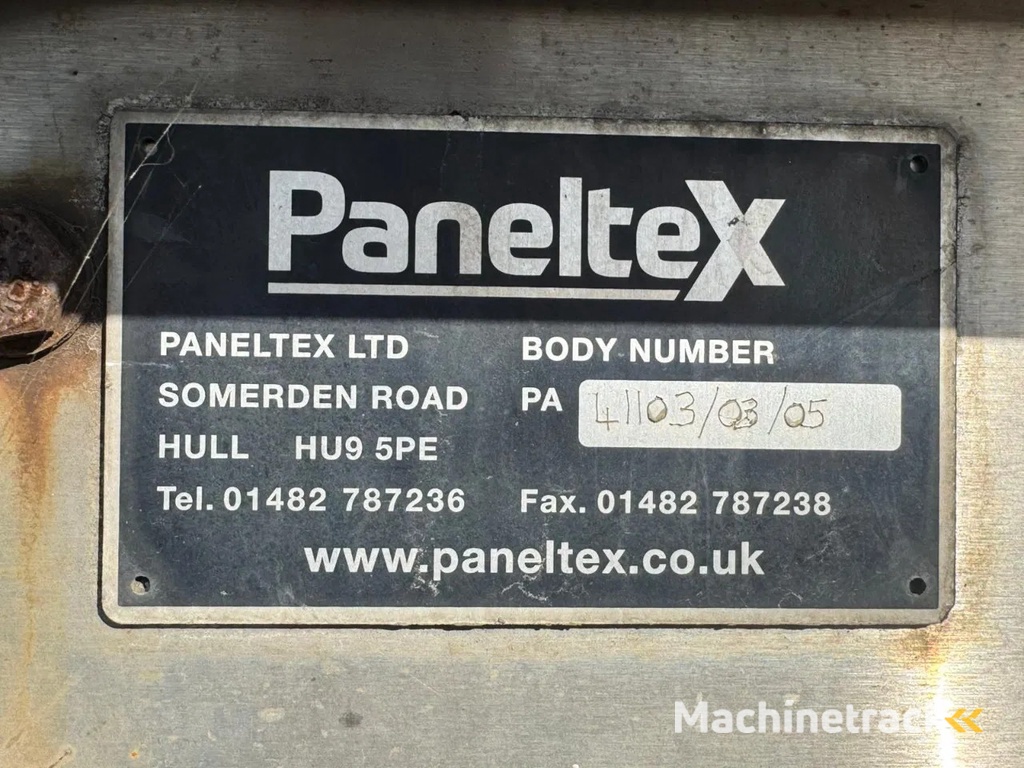 Paneltex
PANELTEX LTD
SOMERDEN ROAD
HULL HU9 5PE
Tel. 01482 787236
BODY NUMBER
PA 41103/03/05
Fax. 01482 787238
www.paneltex.co.uk
Machinetrack